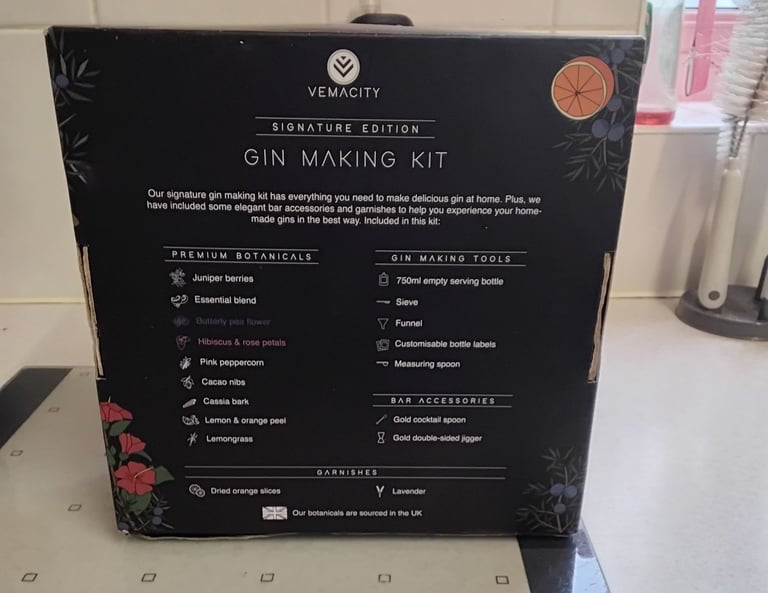 VEMACITY
SIGNATURE EDITION
GIN MAKING KIT
Our signature gin making kit has everything you need to make delicious gin at home. Plus, we
have included some elegant bar accessories and garnishes to help you experience your home-
made gins in the best way. Included in this kit:
PREMIUM BOTANICALS
Juniper berries
Essential blend
Butterfly pea flower
Hibiscus & rose petals
Pink peppercorn
Cacao nibs
Cassia bark
Lemon & orange peel
Lemongrass
GIN MAKING TOOLS
750ml empty serving bottle
Sieve
Funnel
Customisable bottle labels
Measuring spoon
BAR ACCESSORIES
Gold cocktail spoon
Gold double-sided jigger
GARNISHES
Dried orange slices
Lavender
Our botanicals are sourced in the UK